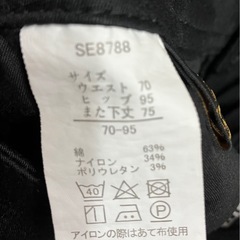 SE8788
サイズ
ウエスト 70
ヒップ 95
また下丈 75
70-95
綿 63%
ナイロン 34%
ポリウレタン 3%
40
アイロンの際はあて布使用